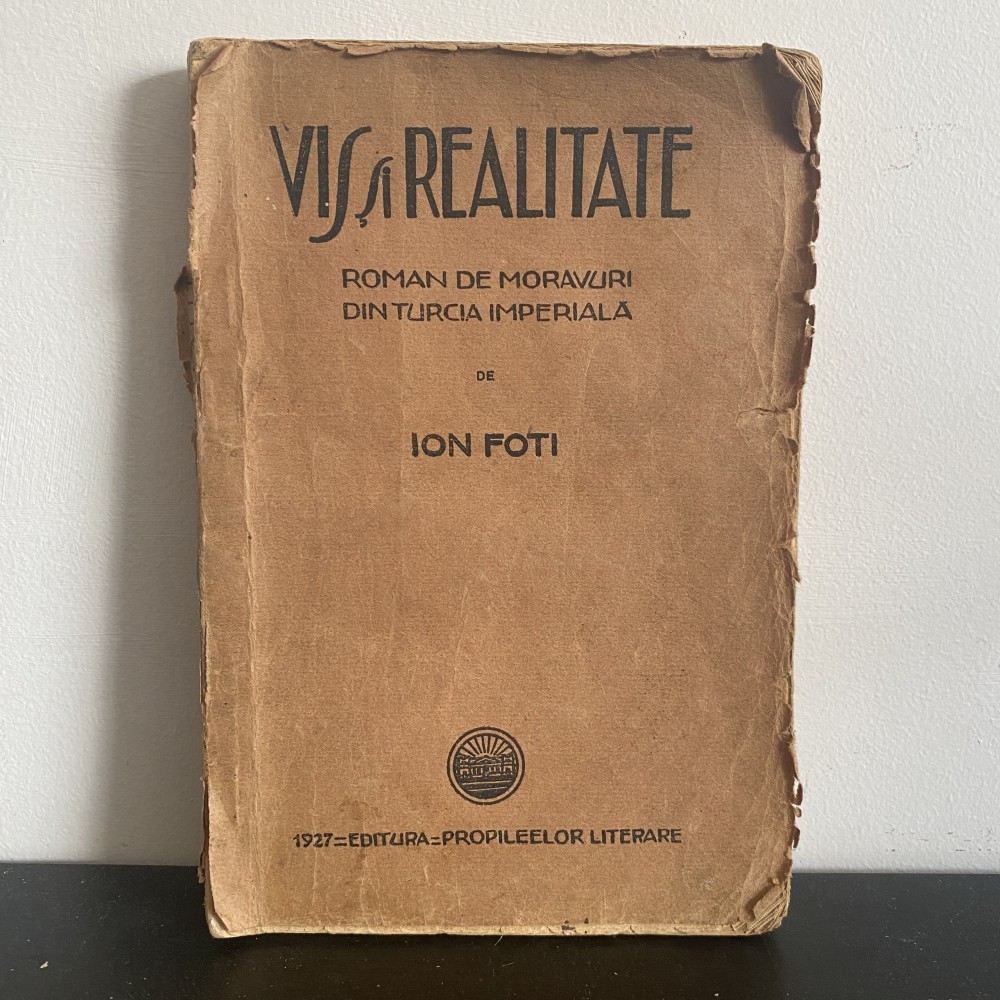 VIS și REALITATE
ROMAN DE MORAVURI
DIN TURCIA IMPERIALĂ
DE
ION FOTI
1927=EDITURA=PROPILEELOR LITERARE